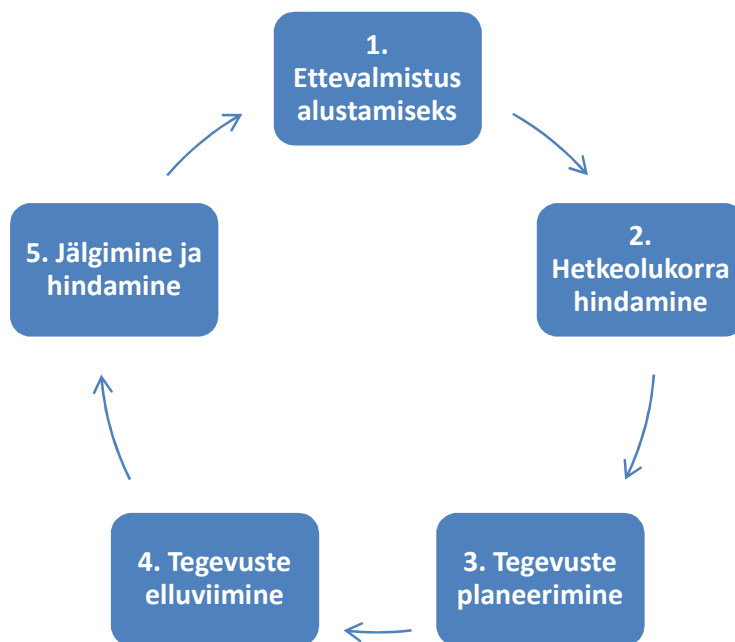 1.
Ettevalmistus
alustamiseks
2.
Hetkeolukorra
hindamine
3. Tegevuste
planeerimine
4. Tegevuste
elluviimine
5. Jälgimine ja
hindamine